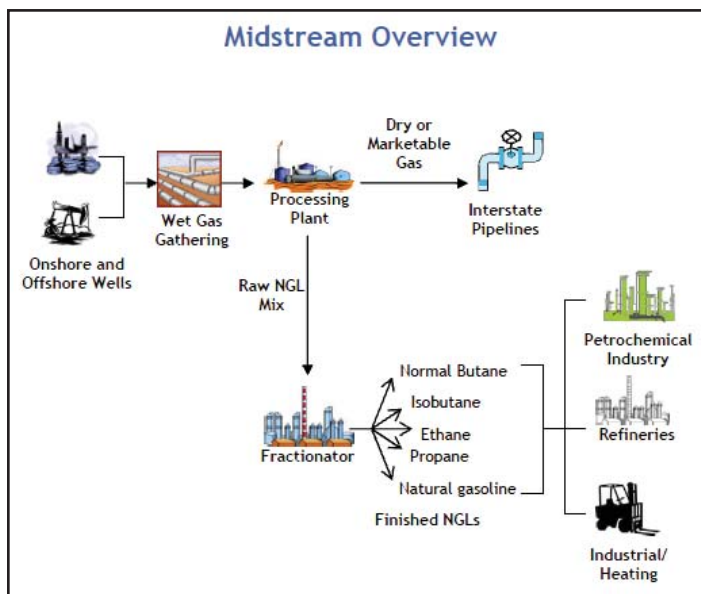 Midstream Overview
Dry or
Marketable
Gas
Wet Gas
Gathering
Processing
Plant
Interstate
Pipelines
Onshore and
Offshore Wells
Raw NGL
Mix
Petrochemical
Industry
Normal Butane
Isobutane
Ethane
Propane
Natural gasoline
Fractionator
Refineries
Finished NGLs
Industrial/
Heating